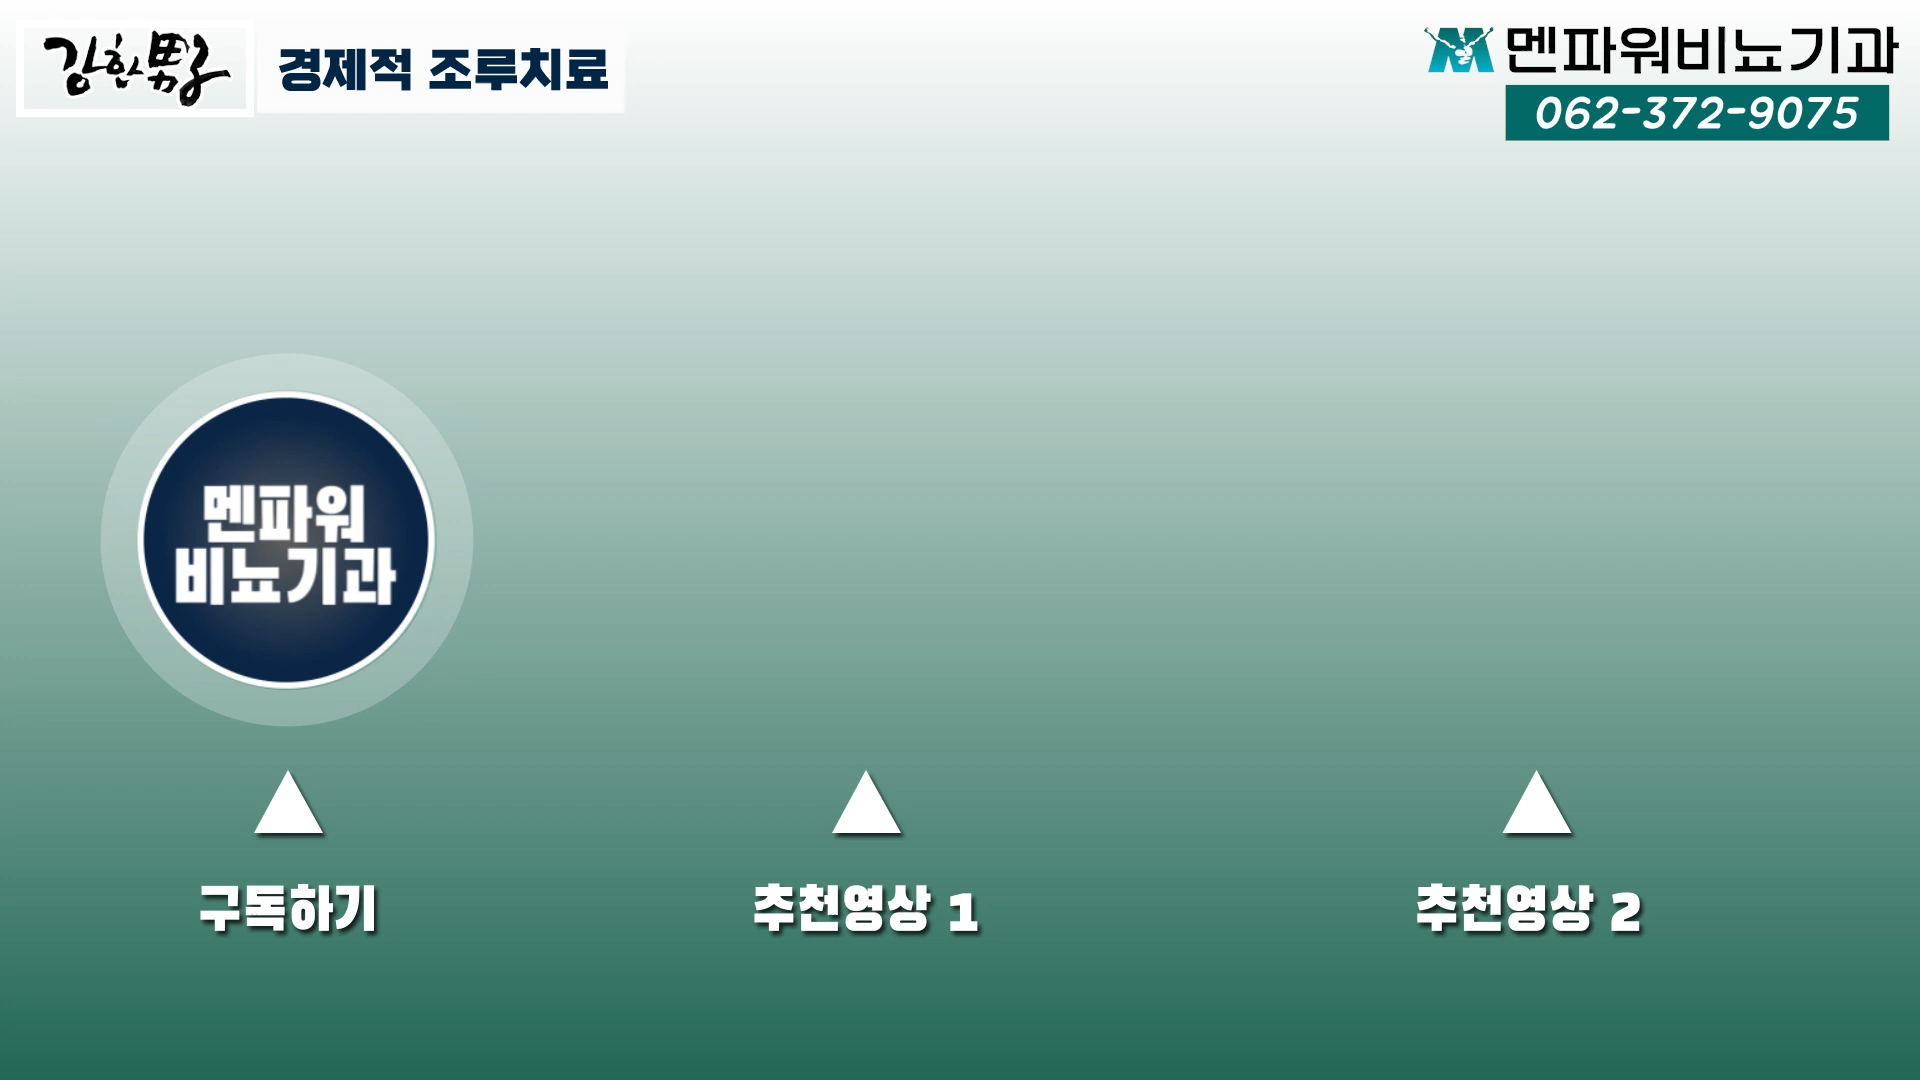 강한男子
경제적 조루치료
멘파워비뇨기과
062-372-9075
멘파워
비뇨기과
구독하기
추천영상 1
추천영상 2